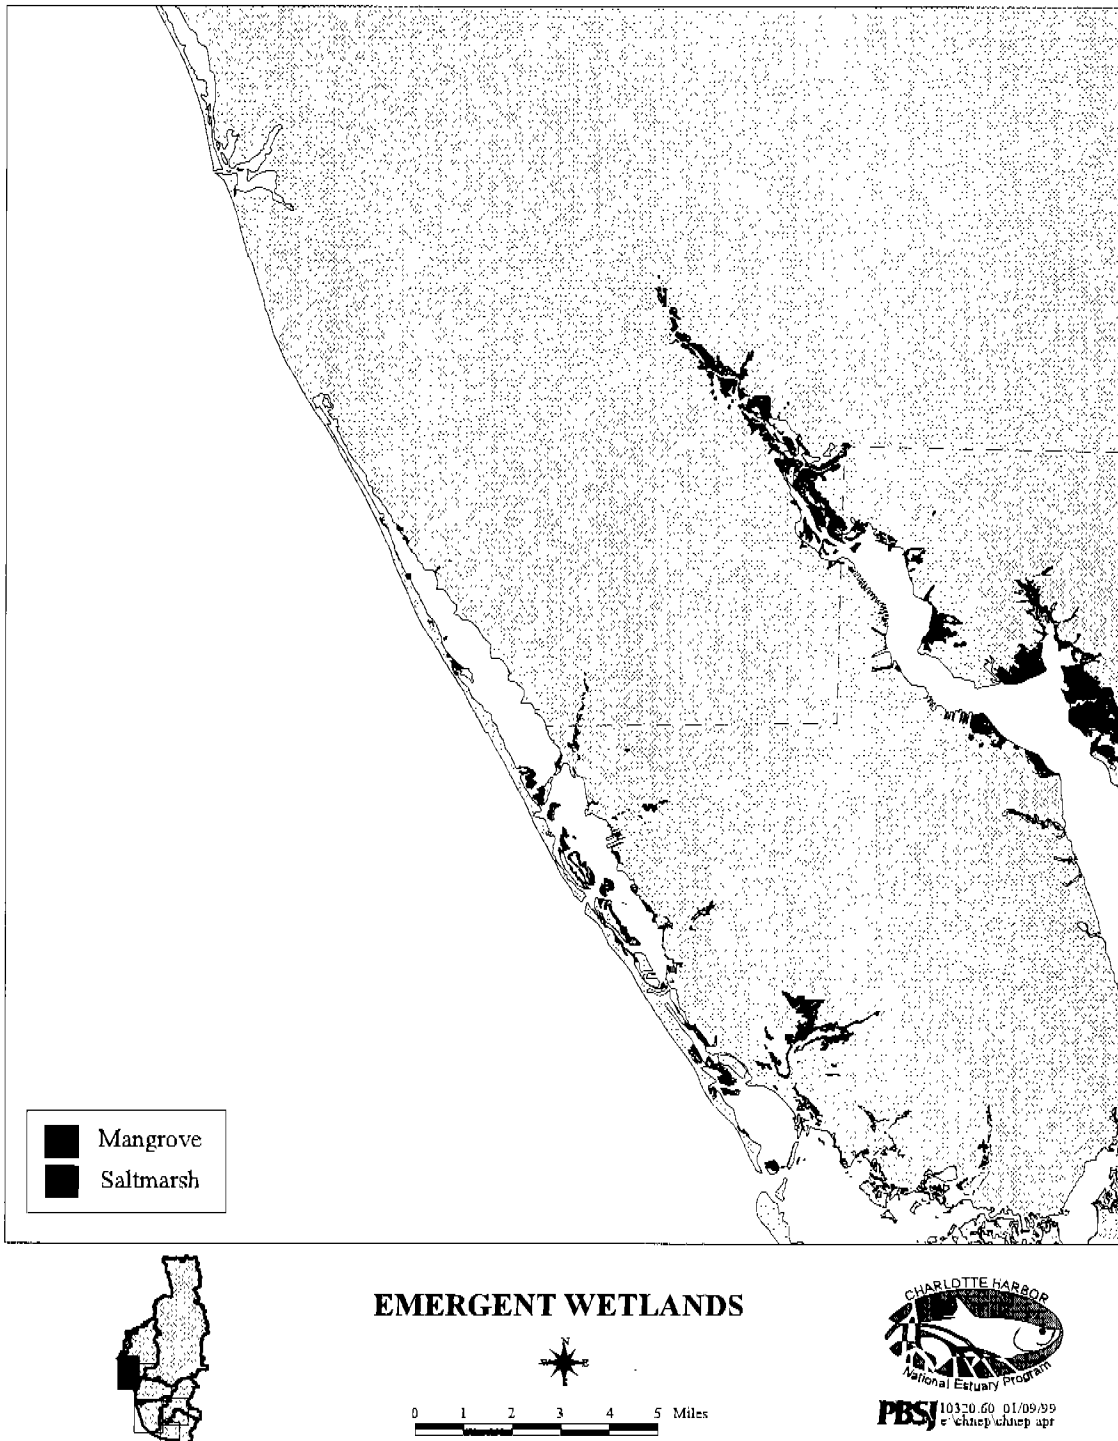 Mangrove
Saltmarsh
EMERGENT WETLANDS
N
E
0 1 2 3 4 5 Miles
CHARLOTTE HARBOR
National Estuary Program
PBSJ 10320.60 01/09/99